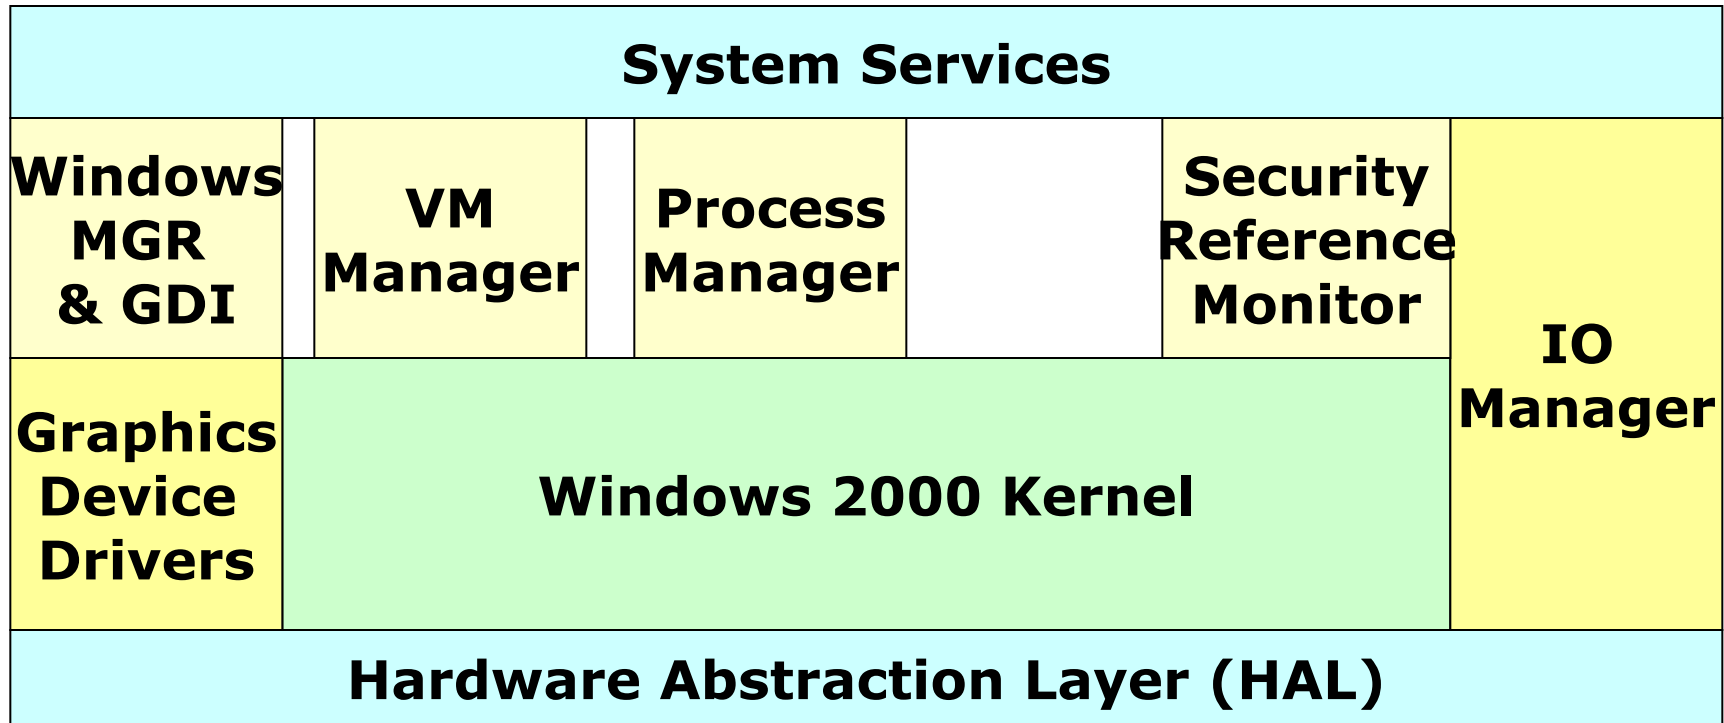 System Services
Windows
MGR
& GDI
VM
Manager
Process
Manager
Security
Reference
Monitor
IO
Manager
Graphics
Device
Drivers
Windows 2000 Kernel
Hardware Abstraction Layer (HAL)